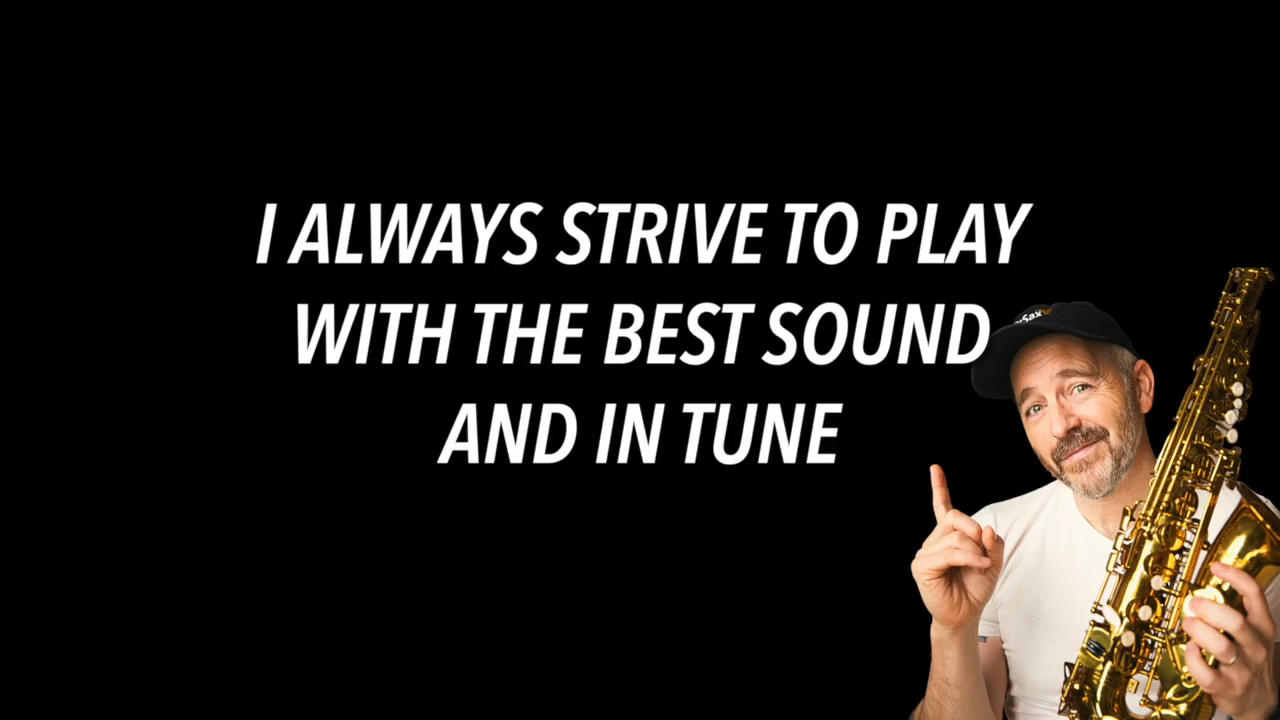 I ALWAYS STRIVE TO PLAY
WITH THE BEST SOUND
AND IN TUNE